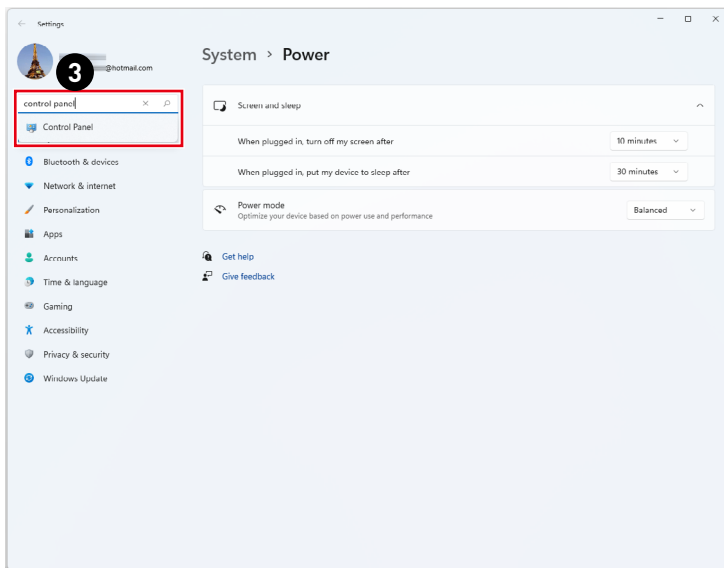 Settings
System > Power
3
@hotmail.com
control panel
Control Panel
Bluetooth & devices
Network & internet
Personalization
Apps
Accounts
Time & language
Gaming
Accessibility
Privacy & security
Windows Update
Screen and sleep
When plugged in, turn off my screen after
10 minutes
When plugged in, put my device to sleep after
30 minutes
Power mode
Optimize your device based on power use and performance
Balanced
Get help
Give feedback